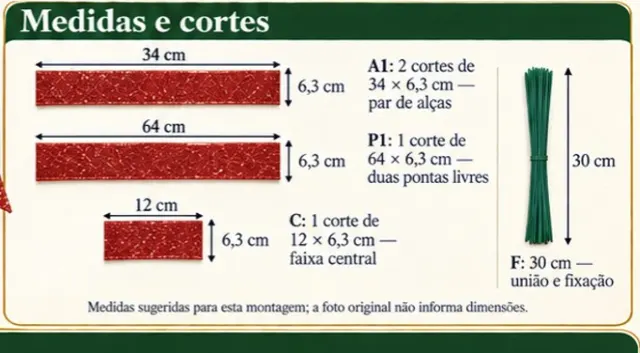 Medidas e cortes
34 cm
6,3 cm
A1: 2 cortes de
34 × 6,3 cm —
par de alças
64 cm
6,3 cm
P1: 1 corte de
64 × 6,3 cm —
duas pontas livres
12 cm
6,3 cm
C: 1 corte de
12 × 6,3 cm —
faixa central
30 cm
F: 30 cm —
união e fixação
Medidas sugeridas para esta montagem; a foto original não informa dimensões.